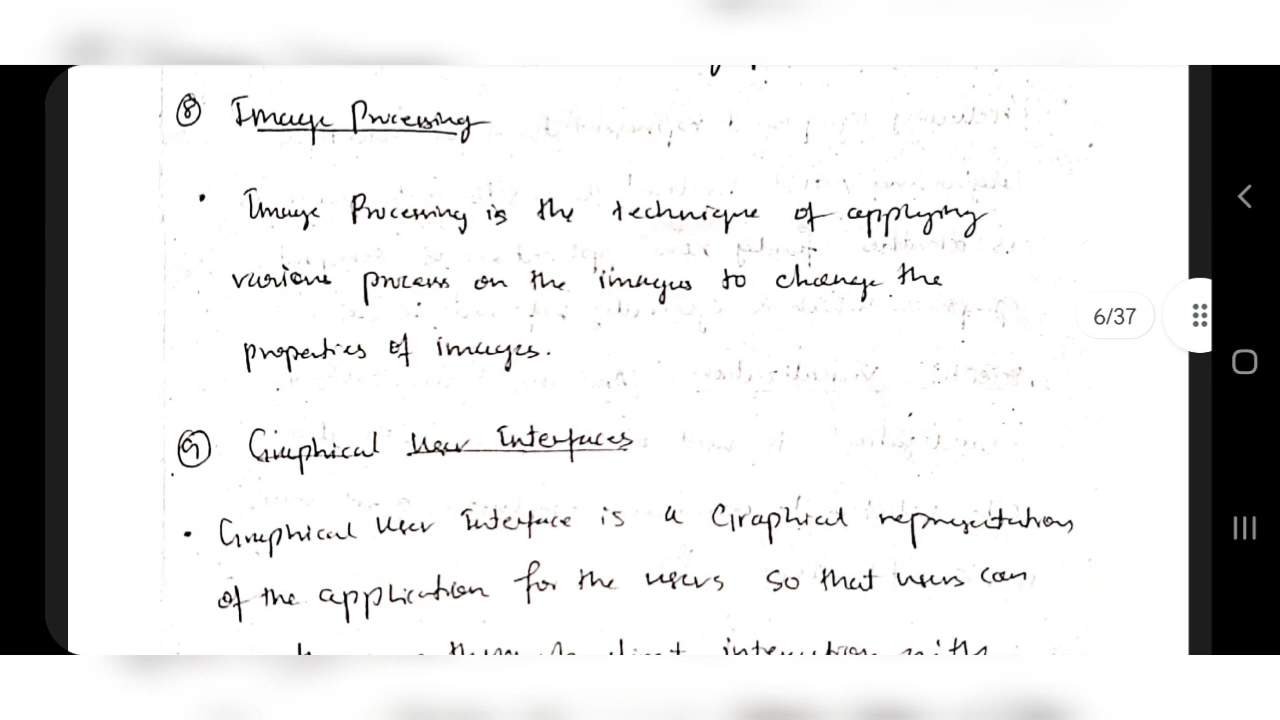 ⑧ Image Processing
• Image Processing is the technique of applying
various process on the images to change the
properties of images.
6/37
⑨ Graphical User Interfaces
• Graphical User Interface is a Graphical representation
of the application for the users so that users can
interaction with